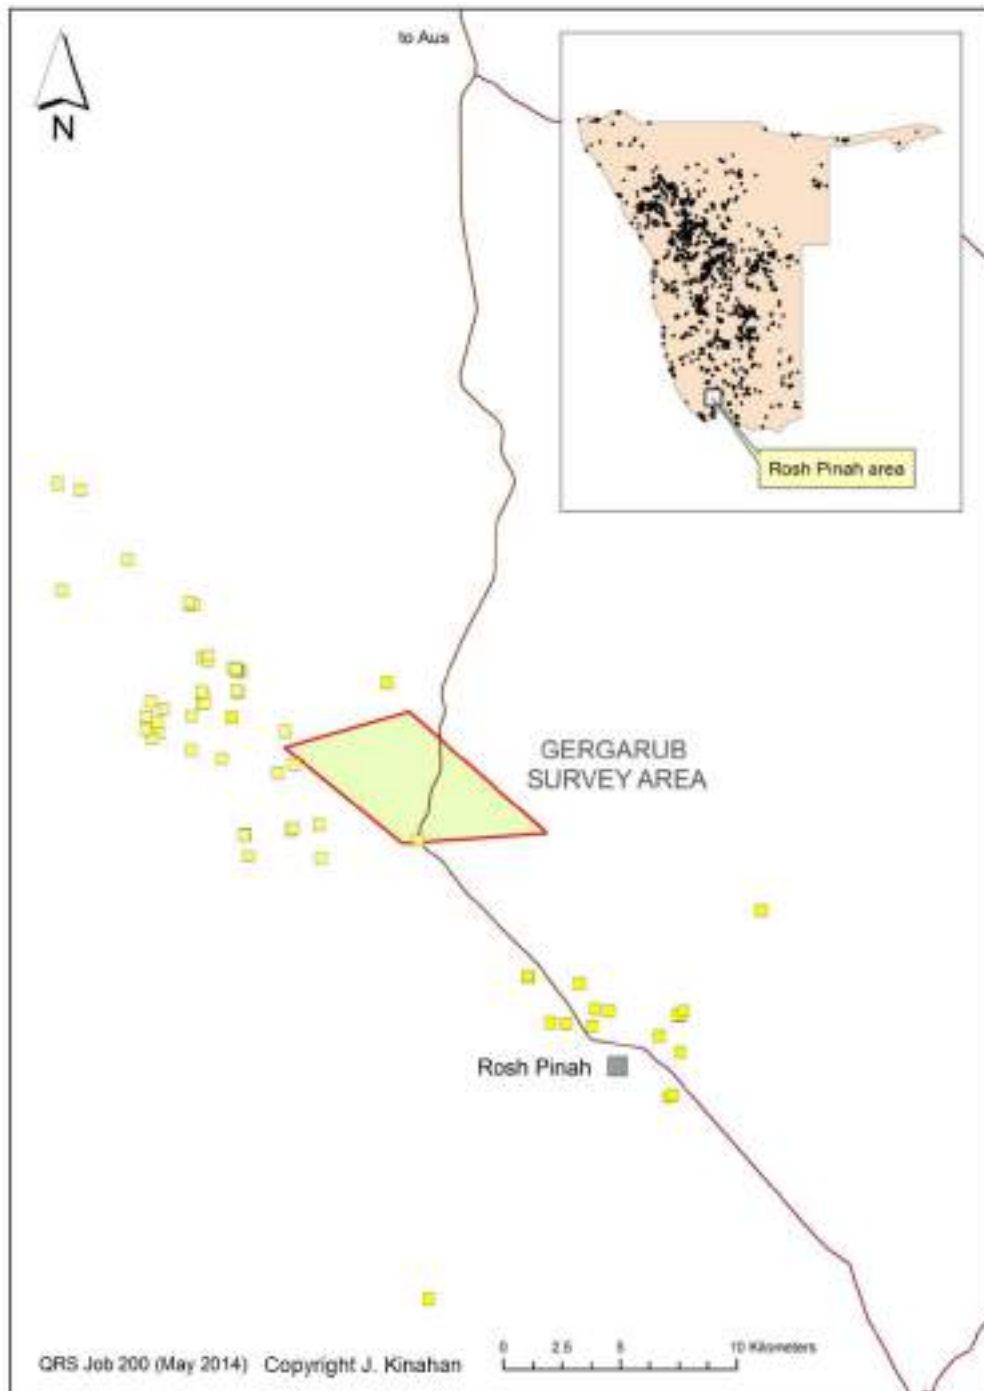 to Aus
N
Rosh Pinah area
GERGARUB
SURVEY AREA
Rosh Pinah
QRS Job 200 (May 2014) Copyright J. Kinahan
0 2.5 5 10 Kilometers